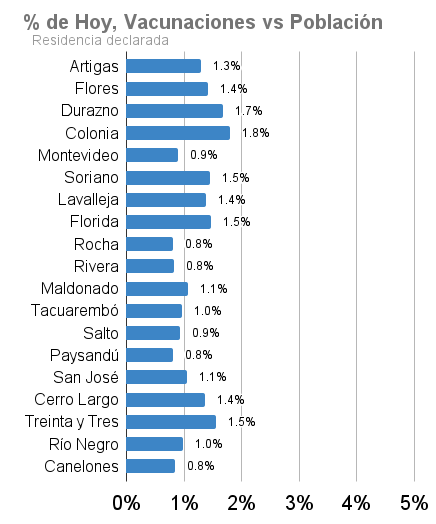 % de Hoy, Vacunaciones vs Población
Residencia declarada
Artigas 1.3%
Flores 1.4%
Durazno 1.7%
Colonia 1.8%
Montevideo 0.9%
Soriano 1.5%
Lavalleja 1.4%
Florida 1.5%
Rocha 0.8%
Rivera 0.8%
Maldonado 1.1%
Tacuarembó 1.0%
Salto 0.9%
Paysandú 0.8%
San José 1.1%
Cerro Largo 1.4%
Treinta y Tres 1.5%
Río Negro 1.0%
Canelones 0.8%
0% 1% 2% 3% 4% 5%